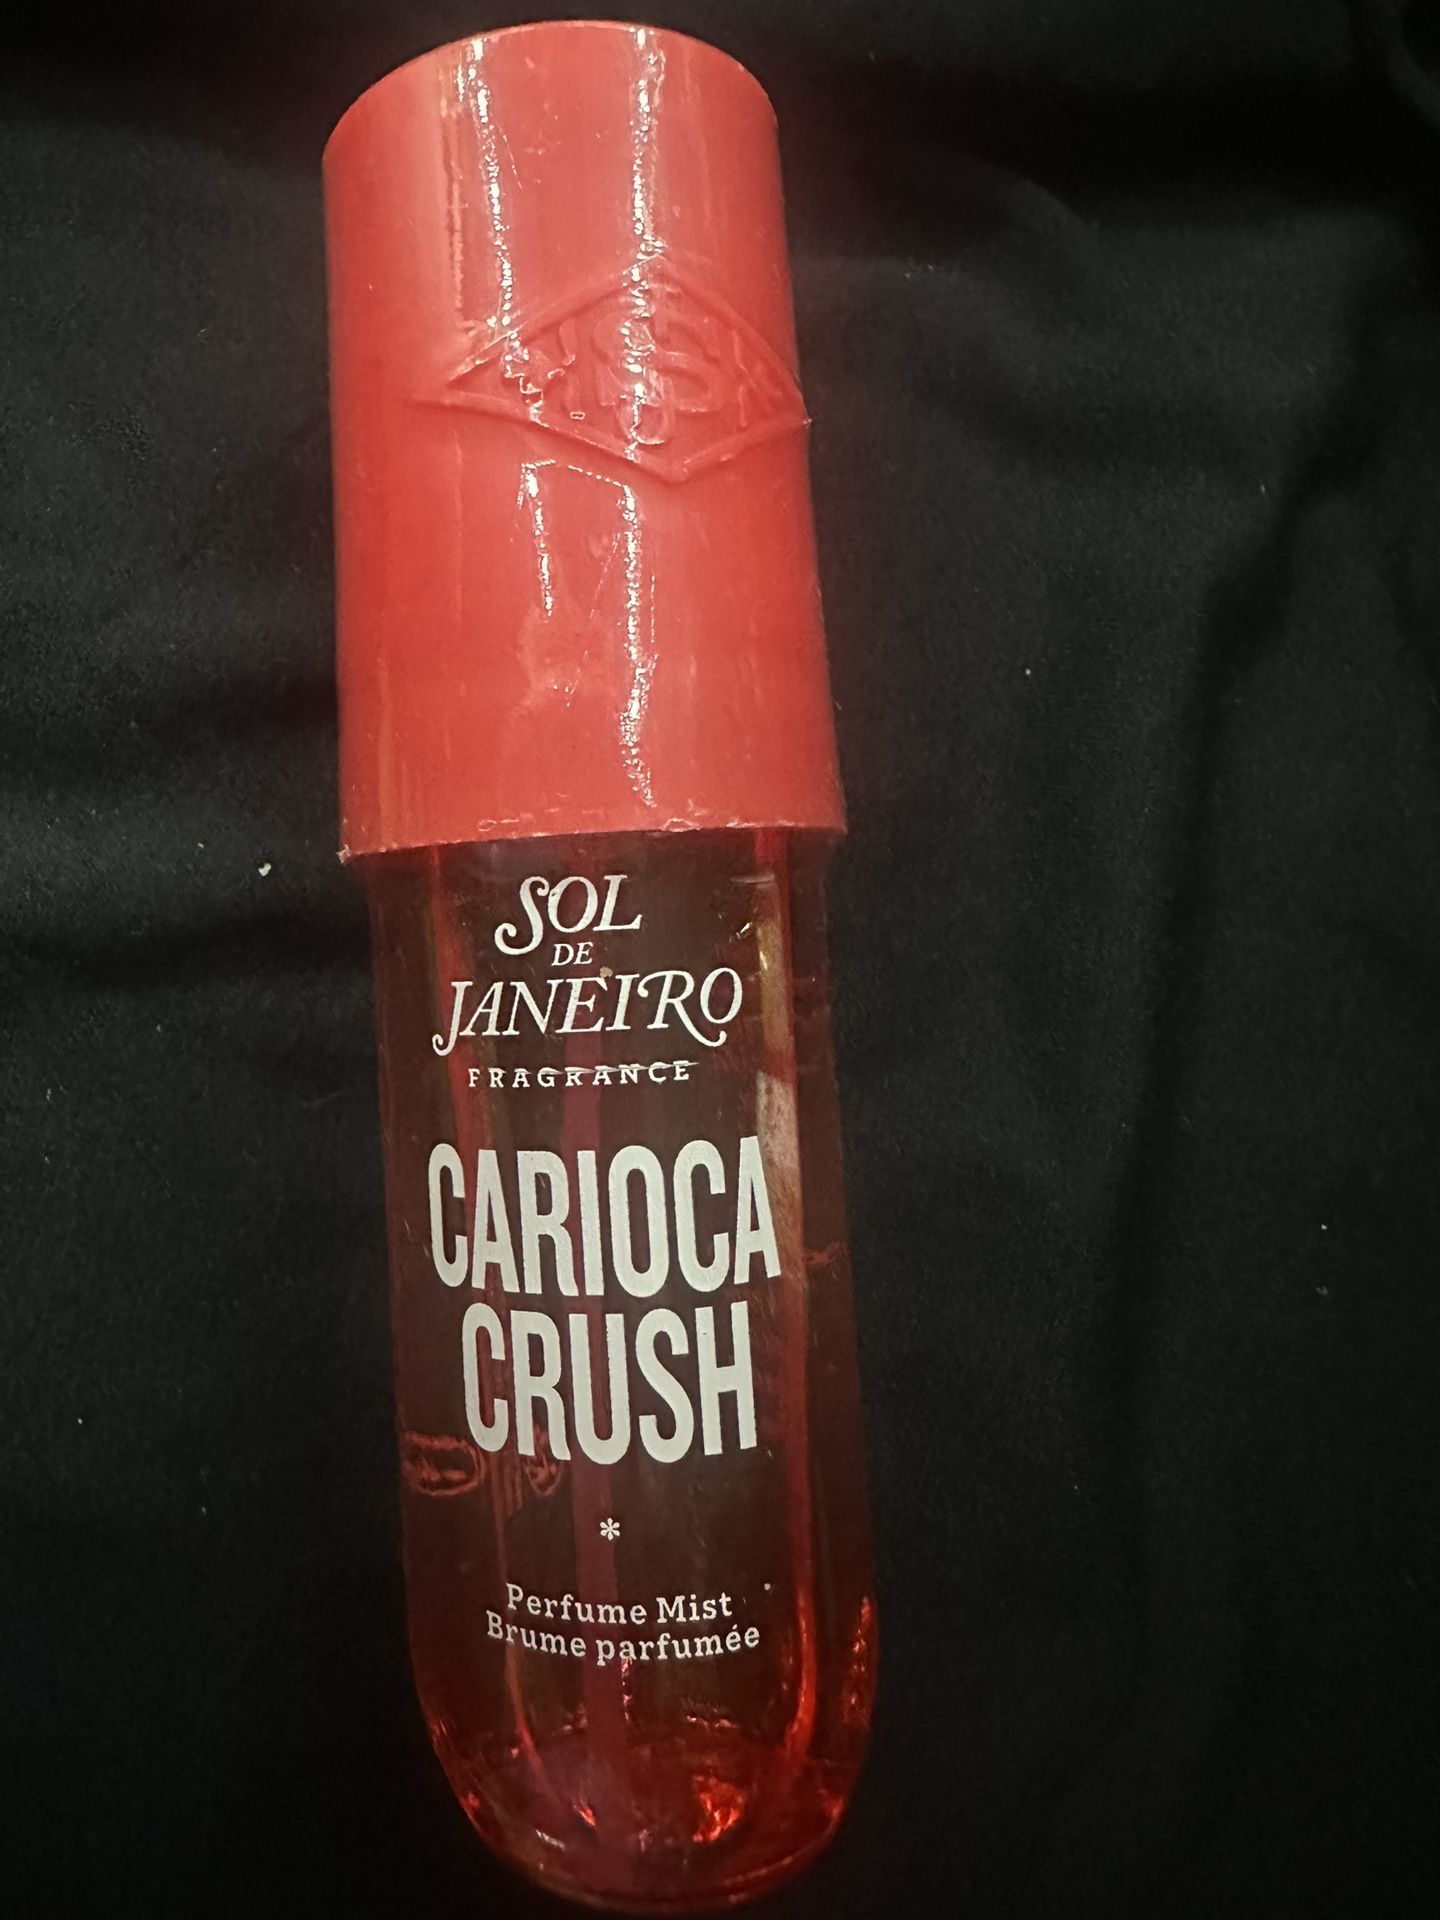 SOL
DE
JANEIRO
FRAGRANCE
CARIOCA
CRUSH
*
Perfume Mist
Brume parfumée